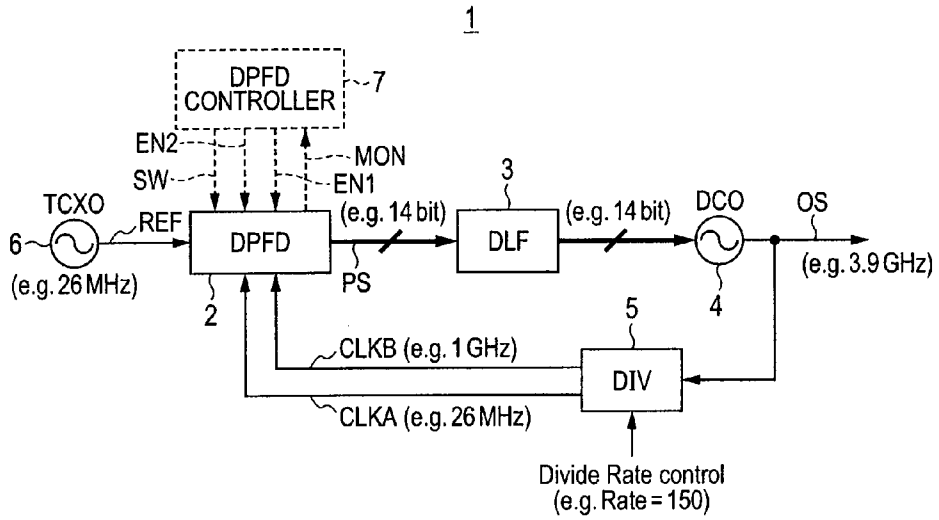 1
DPFD
CONTROLLER
7
EN2
SW
MON
EN1
TCXO
6
REF
(e.g. 26 MHz)
DPFD
2
(e.g. 14 bit)
PS
3
DLF
(e.g. 14 bit)
DCO
4
OS
(e.g. 3.9 GHz)
5
DIV
CLKB (e.g. 1 GHz)
CLKA (e.g. 26 MHz)
Divide Rate control
(e.g. Rate = 150)